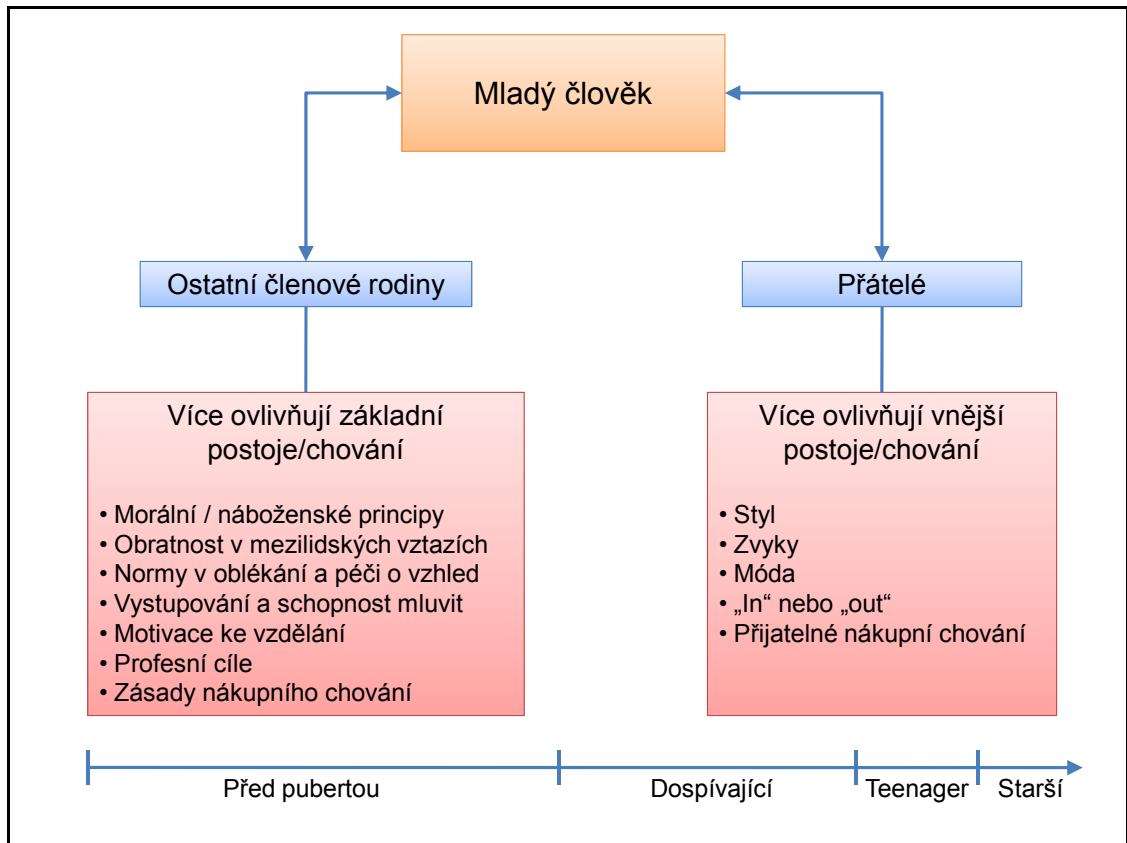 Mladý člověk
Ostatní členové rodiny
Přátelé
Více ovlivňují základní
postoje/chování
• Morální / náboženské principy
• Obratnost v mezilidských vztazích
• Normy v oblékání a péči o vzhled
• Vystupování a schopnost mluvit
• Motivace ke vzdělání
• Profesní cíle
• Zásady nákupního chování
Více ovlivňují vnější
postoje/chování
• Styl
• Zvyky
• Móda
• „In“ nebo „out“
• Přijatelné nákupní chování
Před pubertou
Dospívající
Teenager
Starší